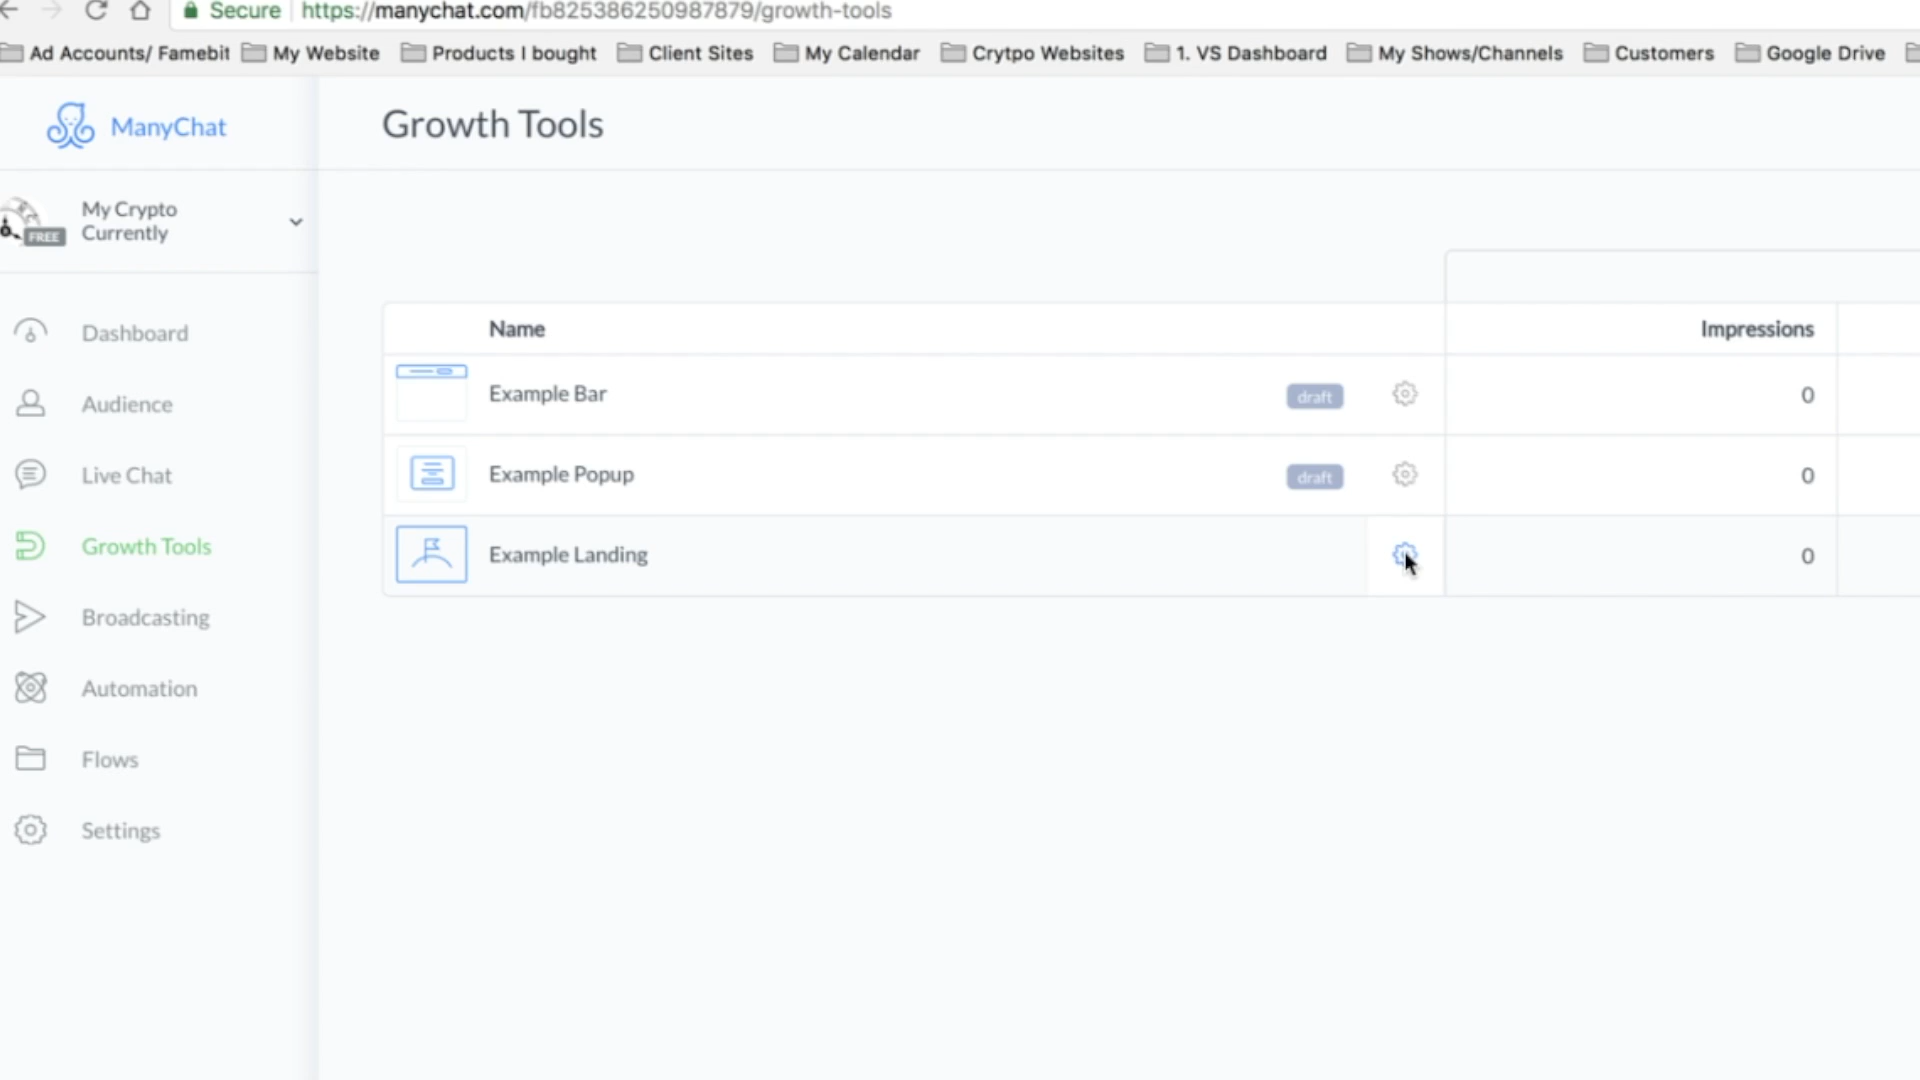 Secure https://manychat.com/fb825386250987879/growth-tools
Ad Accounts/ Famebit My Website Products I bought Client Sites My Calendar Crytpo Websites 1. VS Dashboard My Shows/Channels Customers Google Drive
ManyChat
Growth Tools
My Crypto
Currently
FREE
Dashboard
Audience
Live Chat
Growth Tools
Broadcasting
Automation
Flows
Settings
Name Impressions
Example Bar draft 0
Example Popup draft 0
Example Landing 0